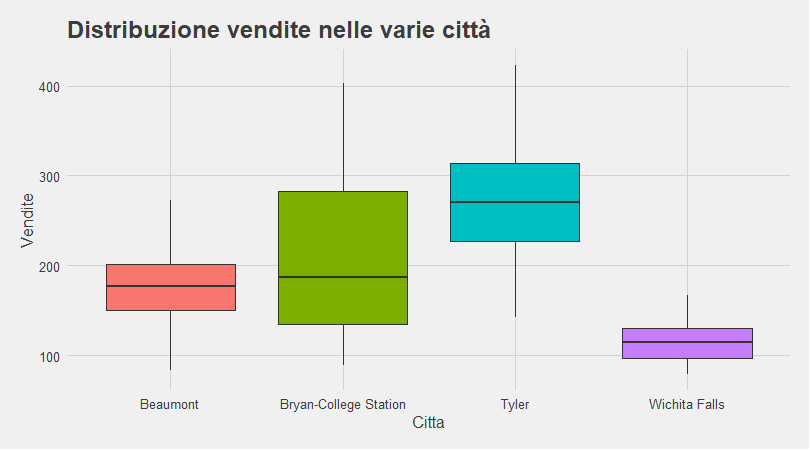 Distribuzione vendite nelle varie città
400
300
200
100
Vendite
Beaumont
Bryan-College Station
Tyler
Wichita Falls
Citta